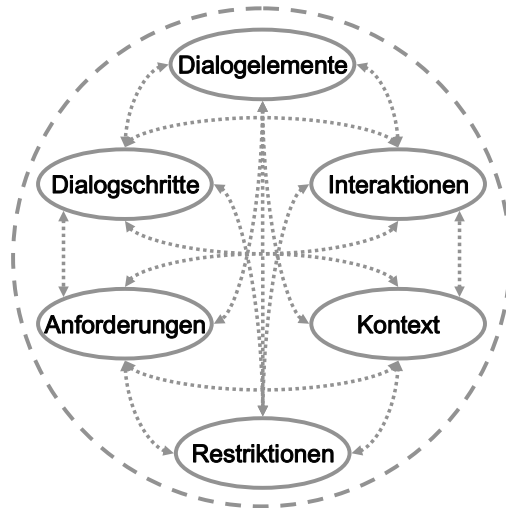 Dialogelemente
Dialogschritte
Interaktionen
Anforderungen
Kontext
Restriktionen